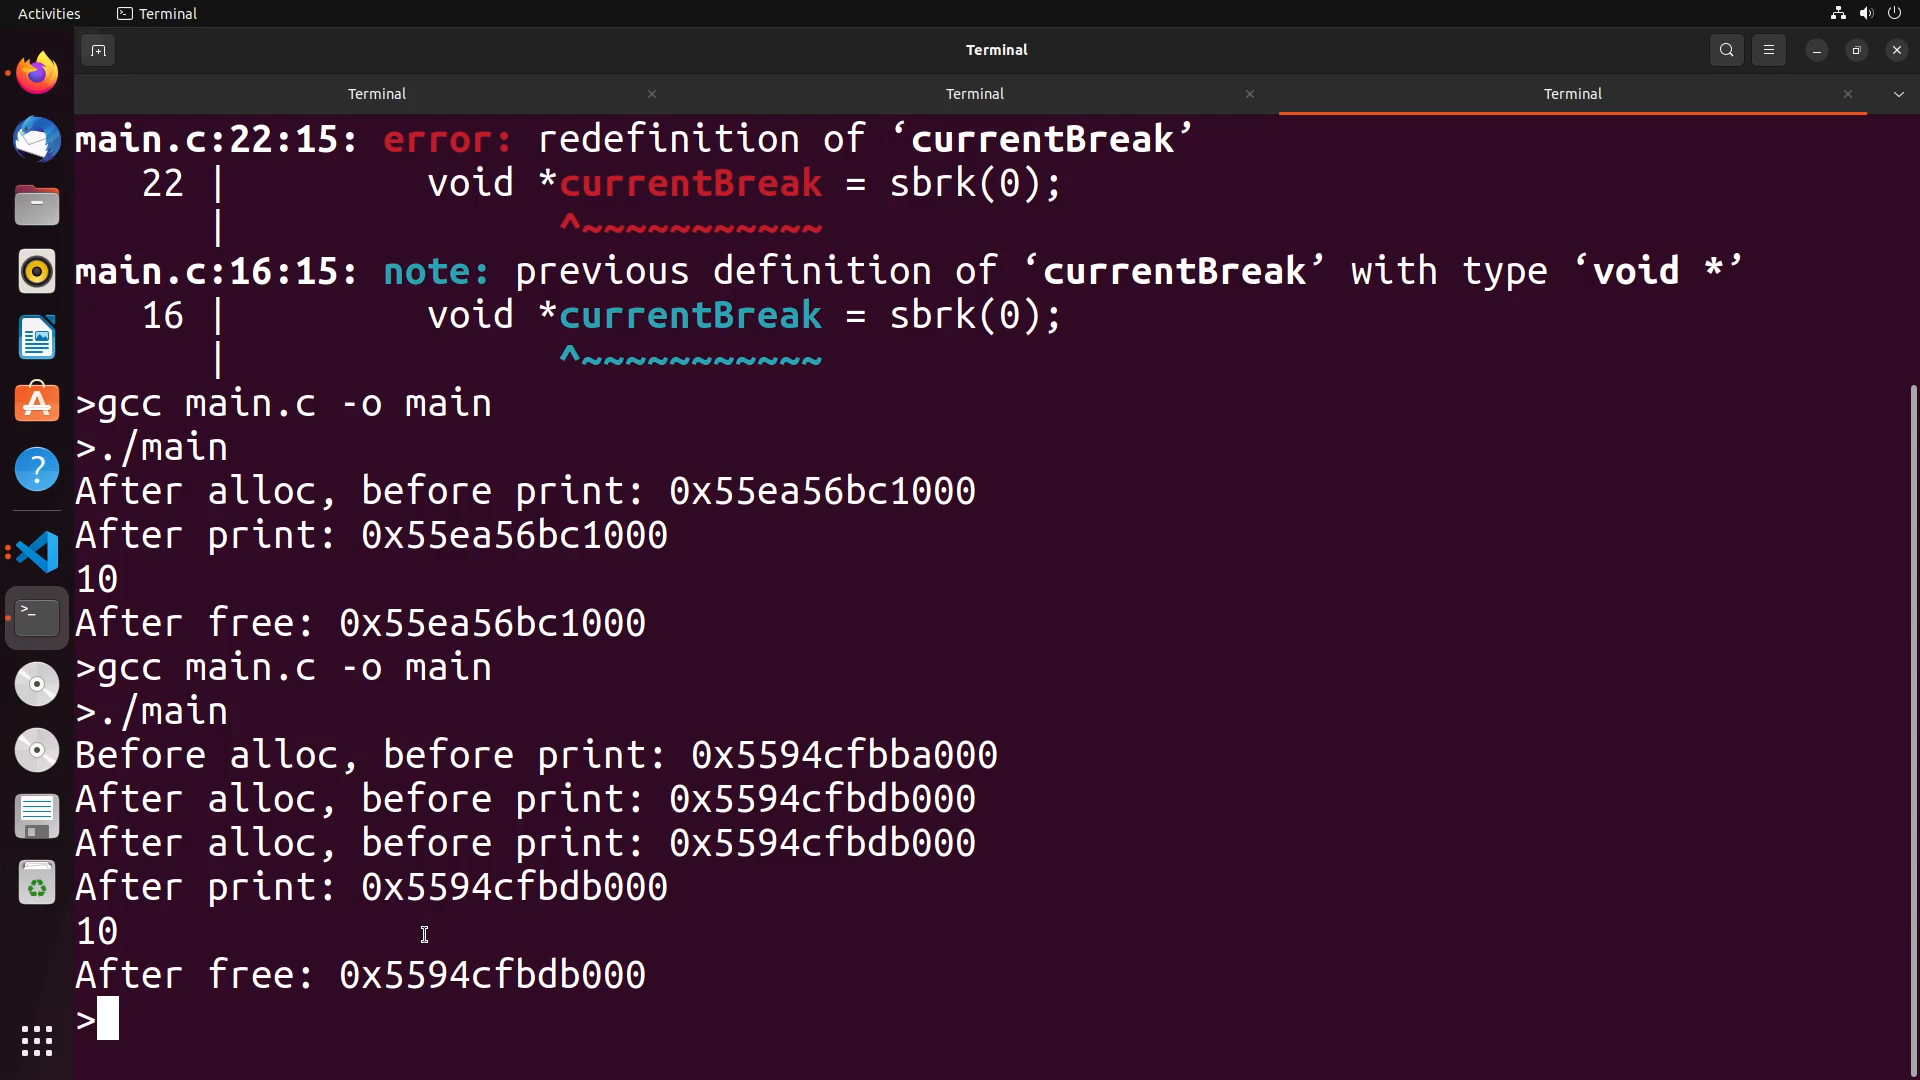 Activities Terminal
Terminal
Terminal Terminal Terminal
main.c:22:15: error: redefinition of ‘currentBreak’
22 | void *currentBreak = sbrk(0);
| ^~~~~~~~~~~~
main.c:16:15: note: previous definition of ‘currentBreak’ with type ‘void *’
16 | void *currentBreak = sbrk(0);
| ^~~~~~~~~~~~
>gcc main.c -o main
>./main
After alloc, before print: 0x55ea56bc1000
After print: 0x55ea56bc1000
10
After free: 0x55ea56bc1000
>gcc main.c -o main
>./main
Before alloc, before print: 0x5594cfbba000
After alloc, before print: 0x5594cfbdb000
After alloc, before print: 0x5594cfbdb000
After print: 0x5594cfbdb000
10
After free: 0x5594cfbdb000
>